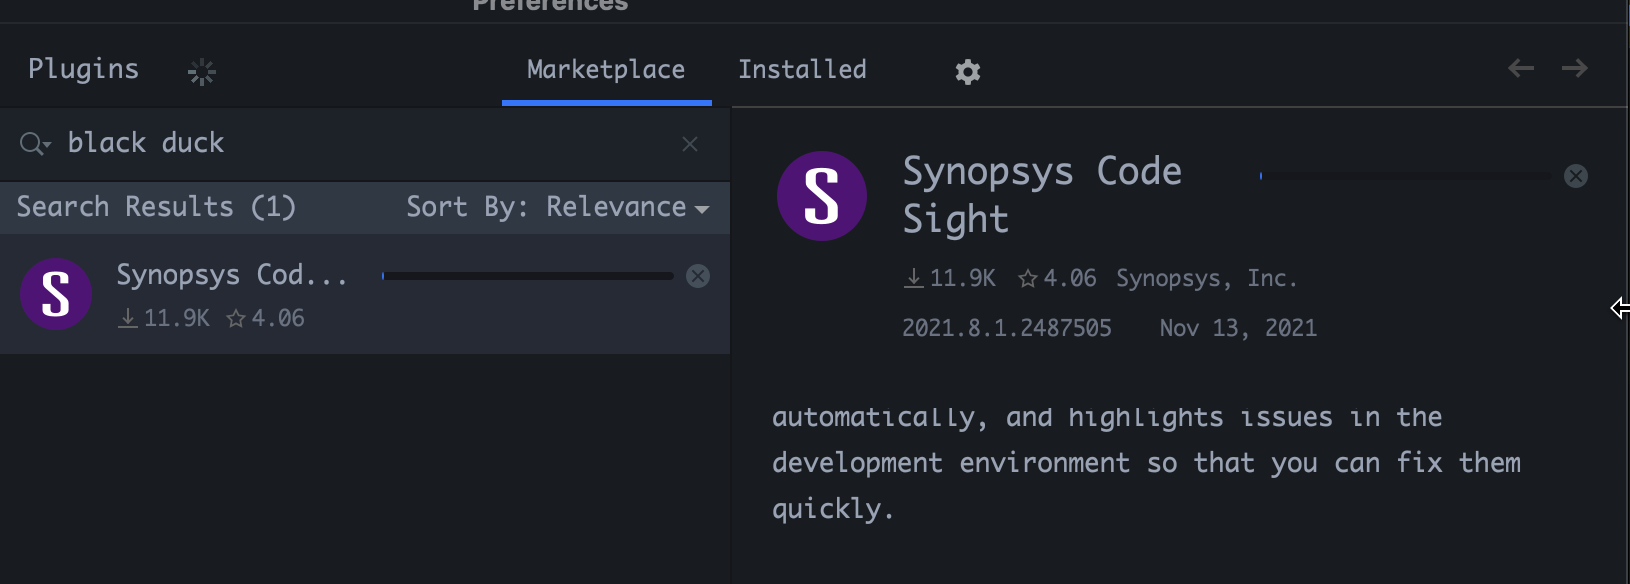 Preferences
Plugins
Marketplace
Installed
black duck
Search Results (1)
Sort By: Relevance
S
Synopsys Cod...
11.9K 4.06
S
Synopsys Code
Sight
11.9K 4.06 Synopsys, Inc.
2021.8.1.2487505 Nov 13, 2021
automatically, and highlights issues in the
development environment so that you can fix them
quickly.